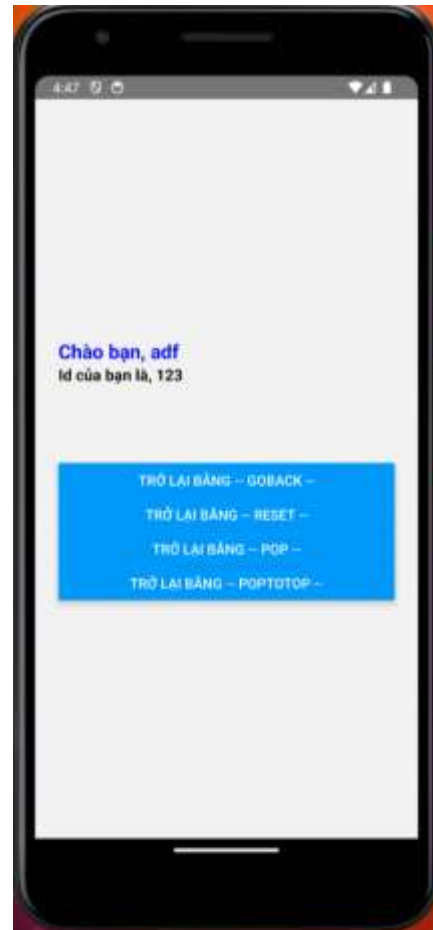 4:47
Chào bạn, adf
Id của bạn là, 123
TRỞ LẠI BẰNG -- GOBACK --
TRỞ LẠI BẰNG -- RESET --
TRỞ LẠI BẰNG -- POP --
TRỞ LẠI BẰNG -- POPTOTOP --